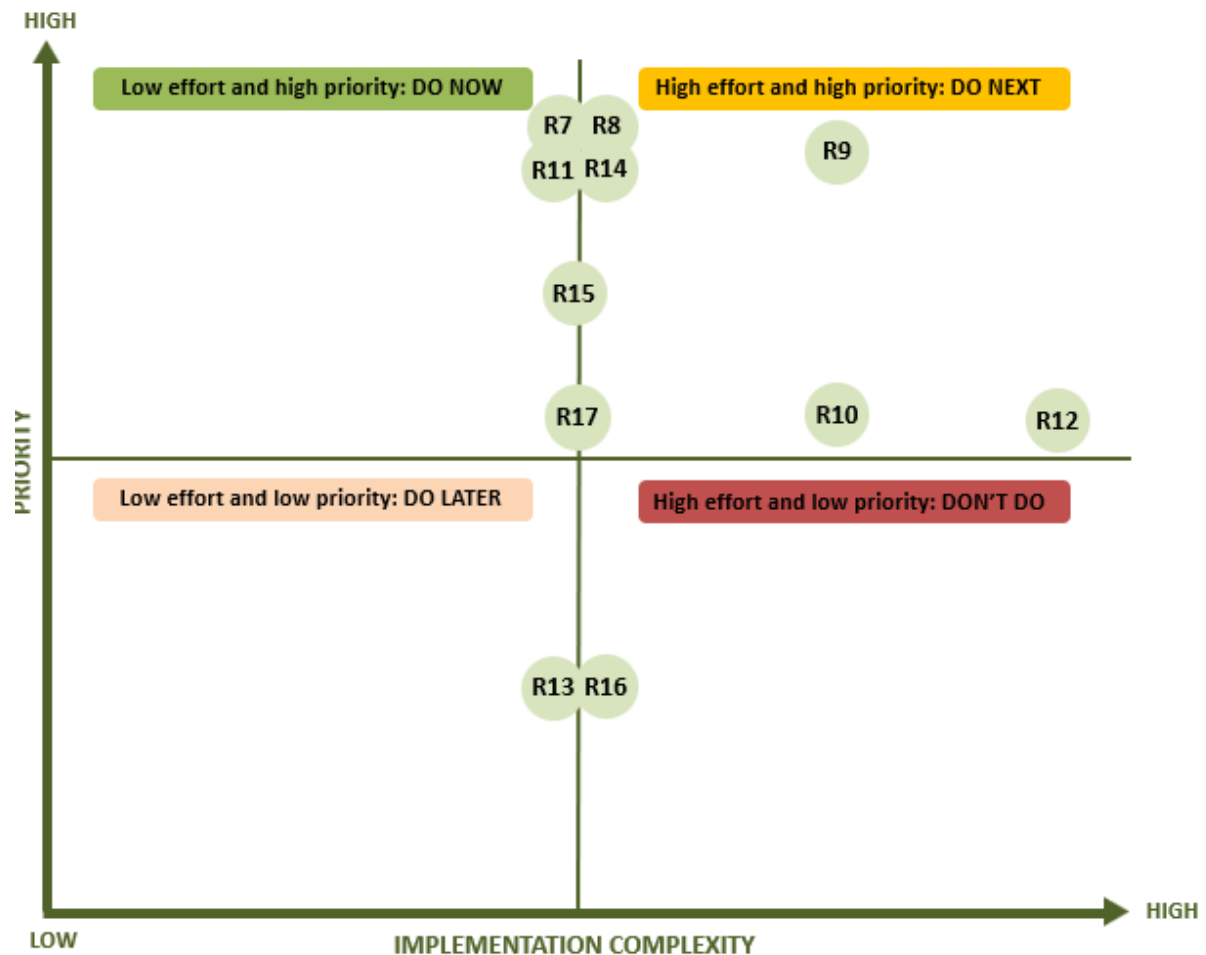 HIGH
Low effort and high priority: DO NOW
High effort and high priority: DO NEXT
R7 R8
R9
R11 R14
R15
R17
R10
R12
PRIORITY
Low effort and low priority: DO LATER
High effort and low priority: DON'T DO
R13 R16
HIGH
LOW
IMPLEMENTATION COMPLEXITY